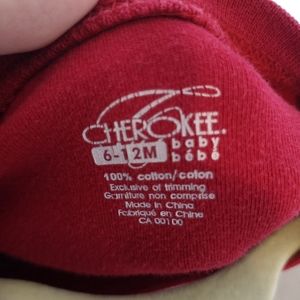 CHEROKEE.
6-12M baby
bébé
100% cotton/coton
Exclusive of trimming
Garniture non comprise
Made in China
Fabriqué en Chine
CA 00100